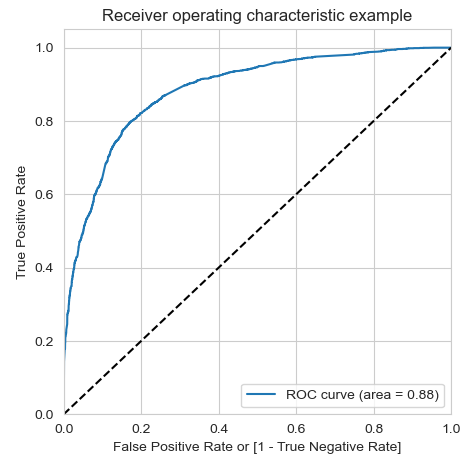 Receiver operating characteristic example
1.0
0.8
0.6
0.4
0.2
0.0
True Positive Rate
ROC curve (area = 0.88)
0.0 0.2 0.4 0.6 0.8 1.0
False Positive Rate or [1 - True Negative Rate]